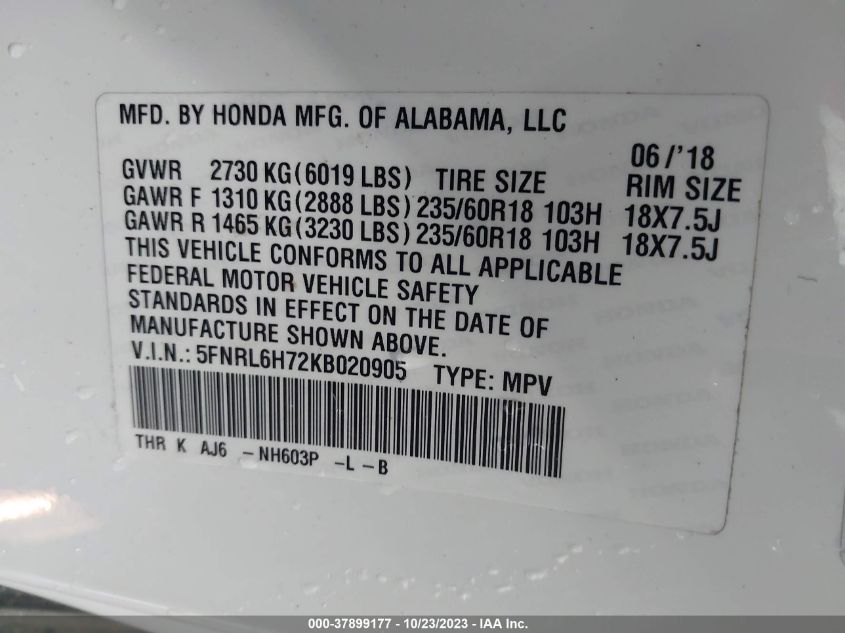 MFD. BY HONDA MFG. OF ALABAMA, LLC
06 /'18
GVWR 2730 KG(6019 LBS) TIRE SIZE RIM SIZE
GAWR F 1310 KG(2888 LBS) 235/60R18 103H 18X7.5J
GAWR R 1465 KG(3230 LBS) 235/60R18 103H 18X7.5J
THIS VEHICLE CONFORMS TO ALL APPLICABLE
FEDERAL MOTOR VEHICLE SAFETY
STANDARDS IN EFFECT ON THE DATE OF
MANUFACTURE SHOWN ABOVE.
V.I.N.: 5FNRL6H72KB020905 TYPE: MPV
THR K AJ6 -NH603P -L -B
000-37899177 - 10/23/2023 - IAA Inc.